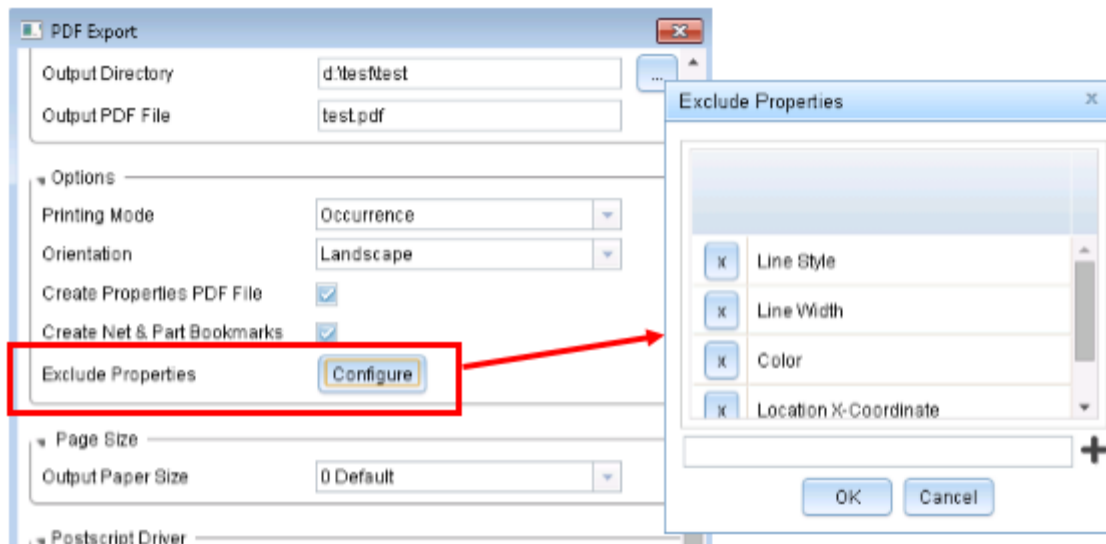 PDF Export
Output Directory
d:\test\test
...
Output PDF File
test.pdf
Options
Printing Mode
Occurrence
Orientation
Landscape
Create Properties PDF File
Create Net & Part Bookmarks
Exclude Properties
Configure
Page Size
Output Paper Size
0 Default
Postscript Driver
Exclude Properties
x
x Line Style
x Line Width
x Color
x Location X-Coordinate
OK
Cancel